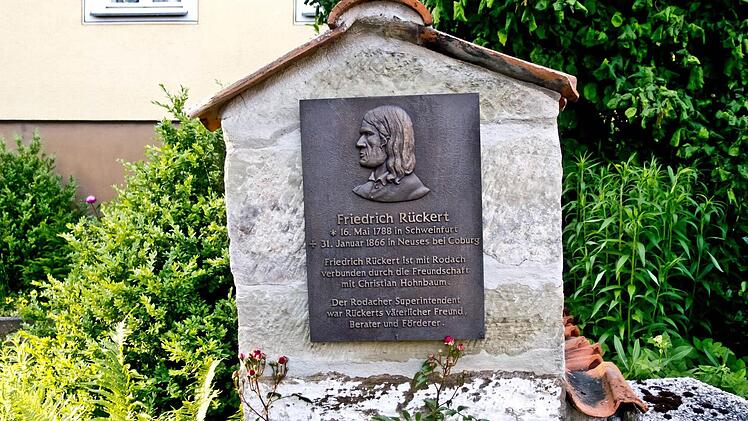 Friedrich Rückert
* 16. Mai 1788 in Schweinfurt
+ 31. Januar 1866 in Neuses bei Coburg
Friedrich Rückert ist mit Rodach
verbunden durch die Freundschaft
mit Christian Hohnbaum.
Der Rodacher Superintendent
war Rückerts väterlicher Freund,
Berater und Förderer.